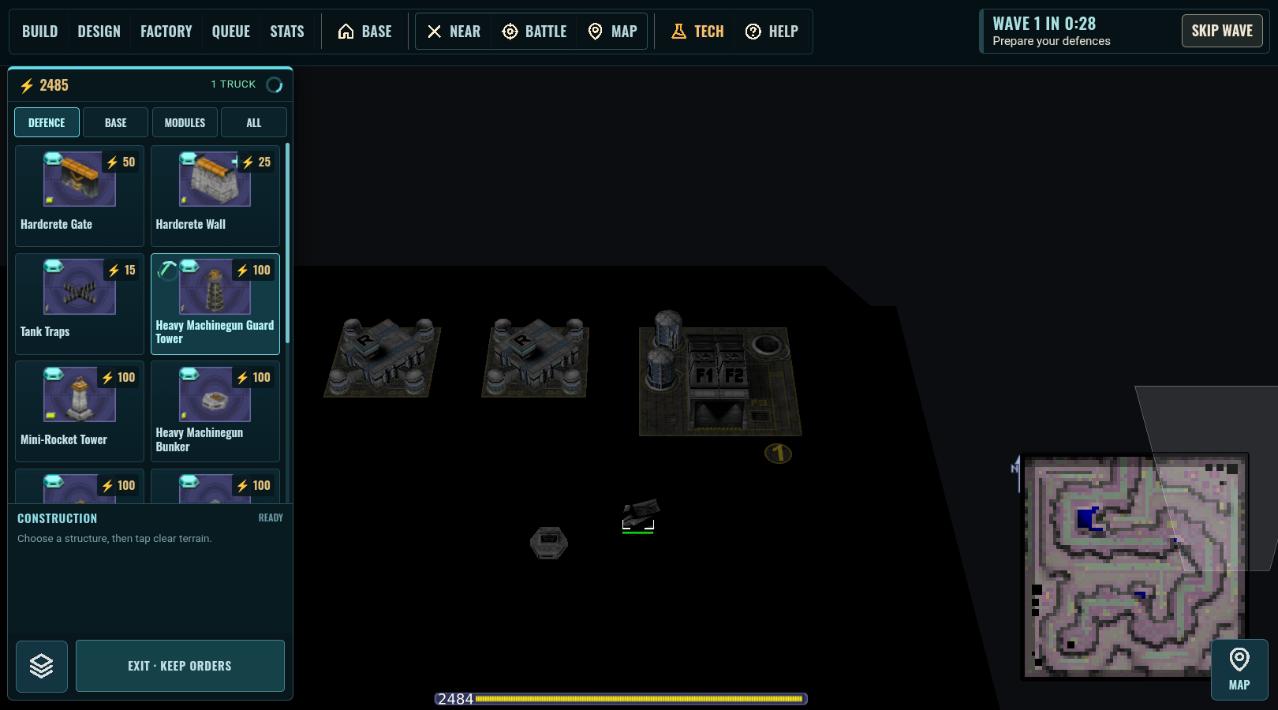 BUILD DESIGN FACTORY QUEUE STATS BASE NEAR BATTLE MAP TECH HELP
WAVE 1 IN 0:28
Prepare your defences
SKIP WAVE
2485
1 TRUCK
DEFENCE BASE MODULES ALL
50
Hardcrete Gate
25
Hardcrete Wall
15
Tank Traps
100
Heavy Machinegun Guard
Tower
100
Mini-Rocket Tower
100
Heavy Machinegun
Bunker
100
100
CONSTRUCTION READY
Choose a structure, then tap clear terrain.
EXIT · KEEP ORDERS
R
R
F1 F2
1
2484
N
MAP